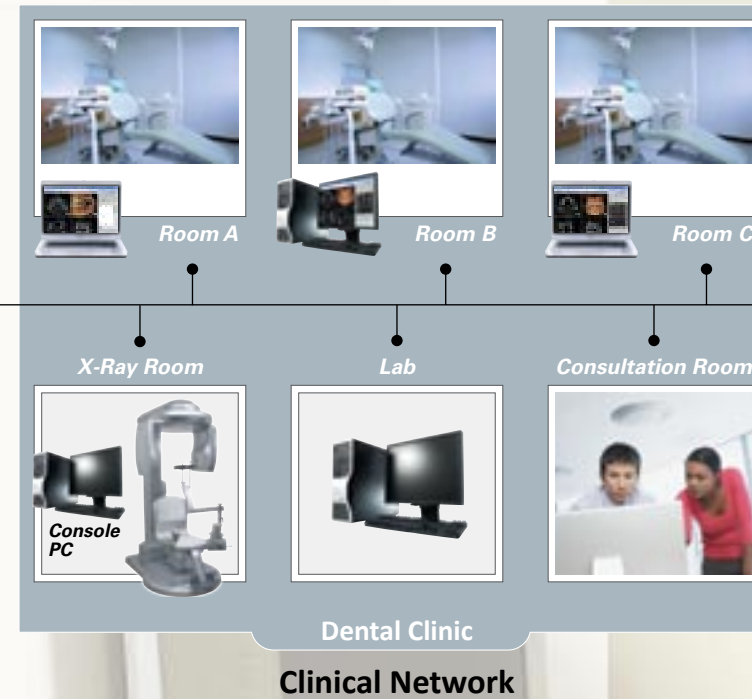 Room A
Room B
Room C
X-Ray Room
Lab
Consultation Room
Console
PC
Dental Clinic
Clinical Network